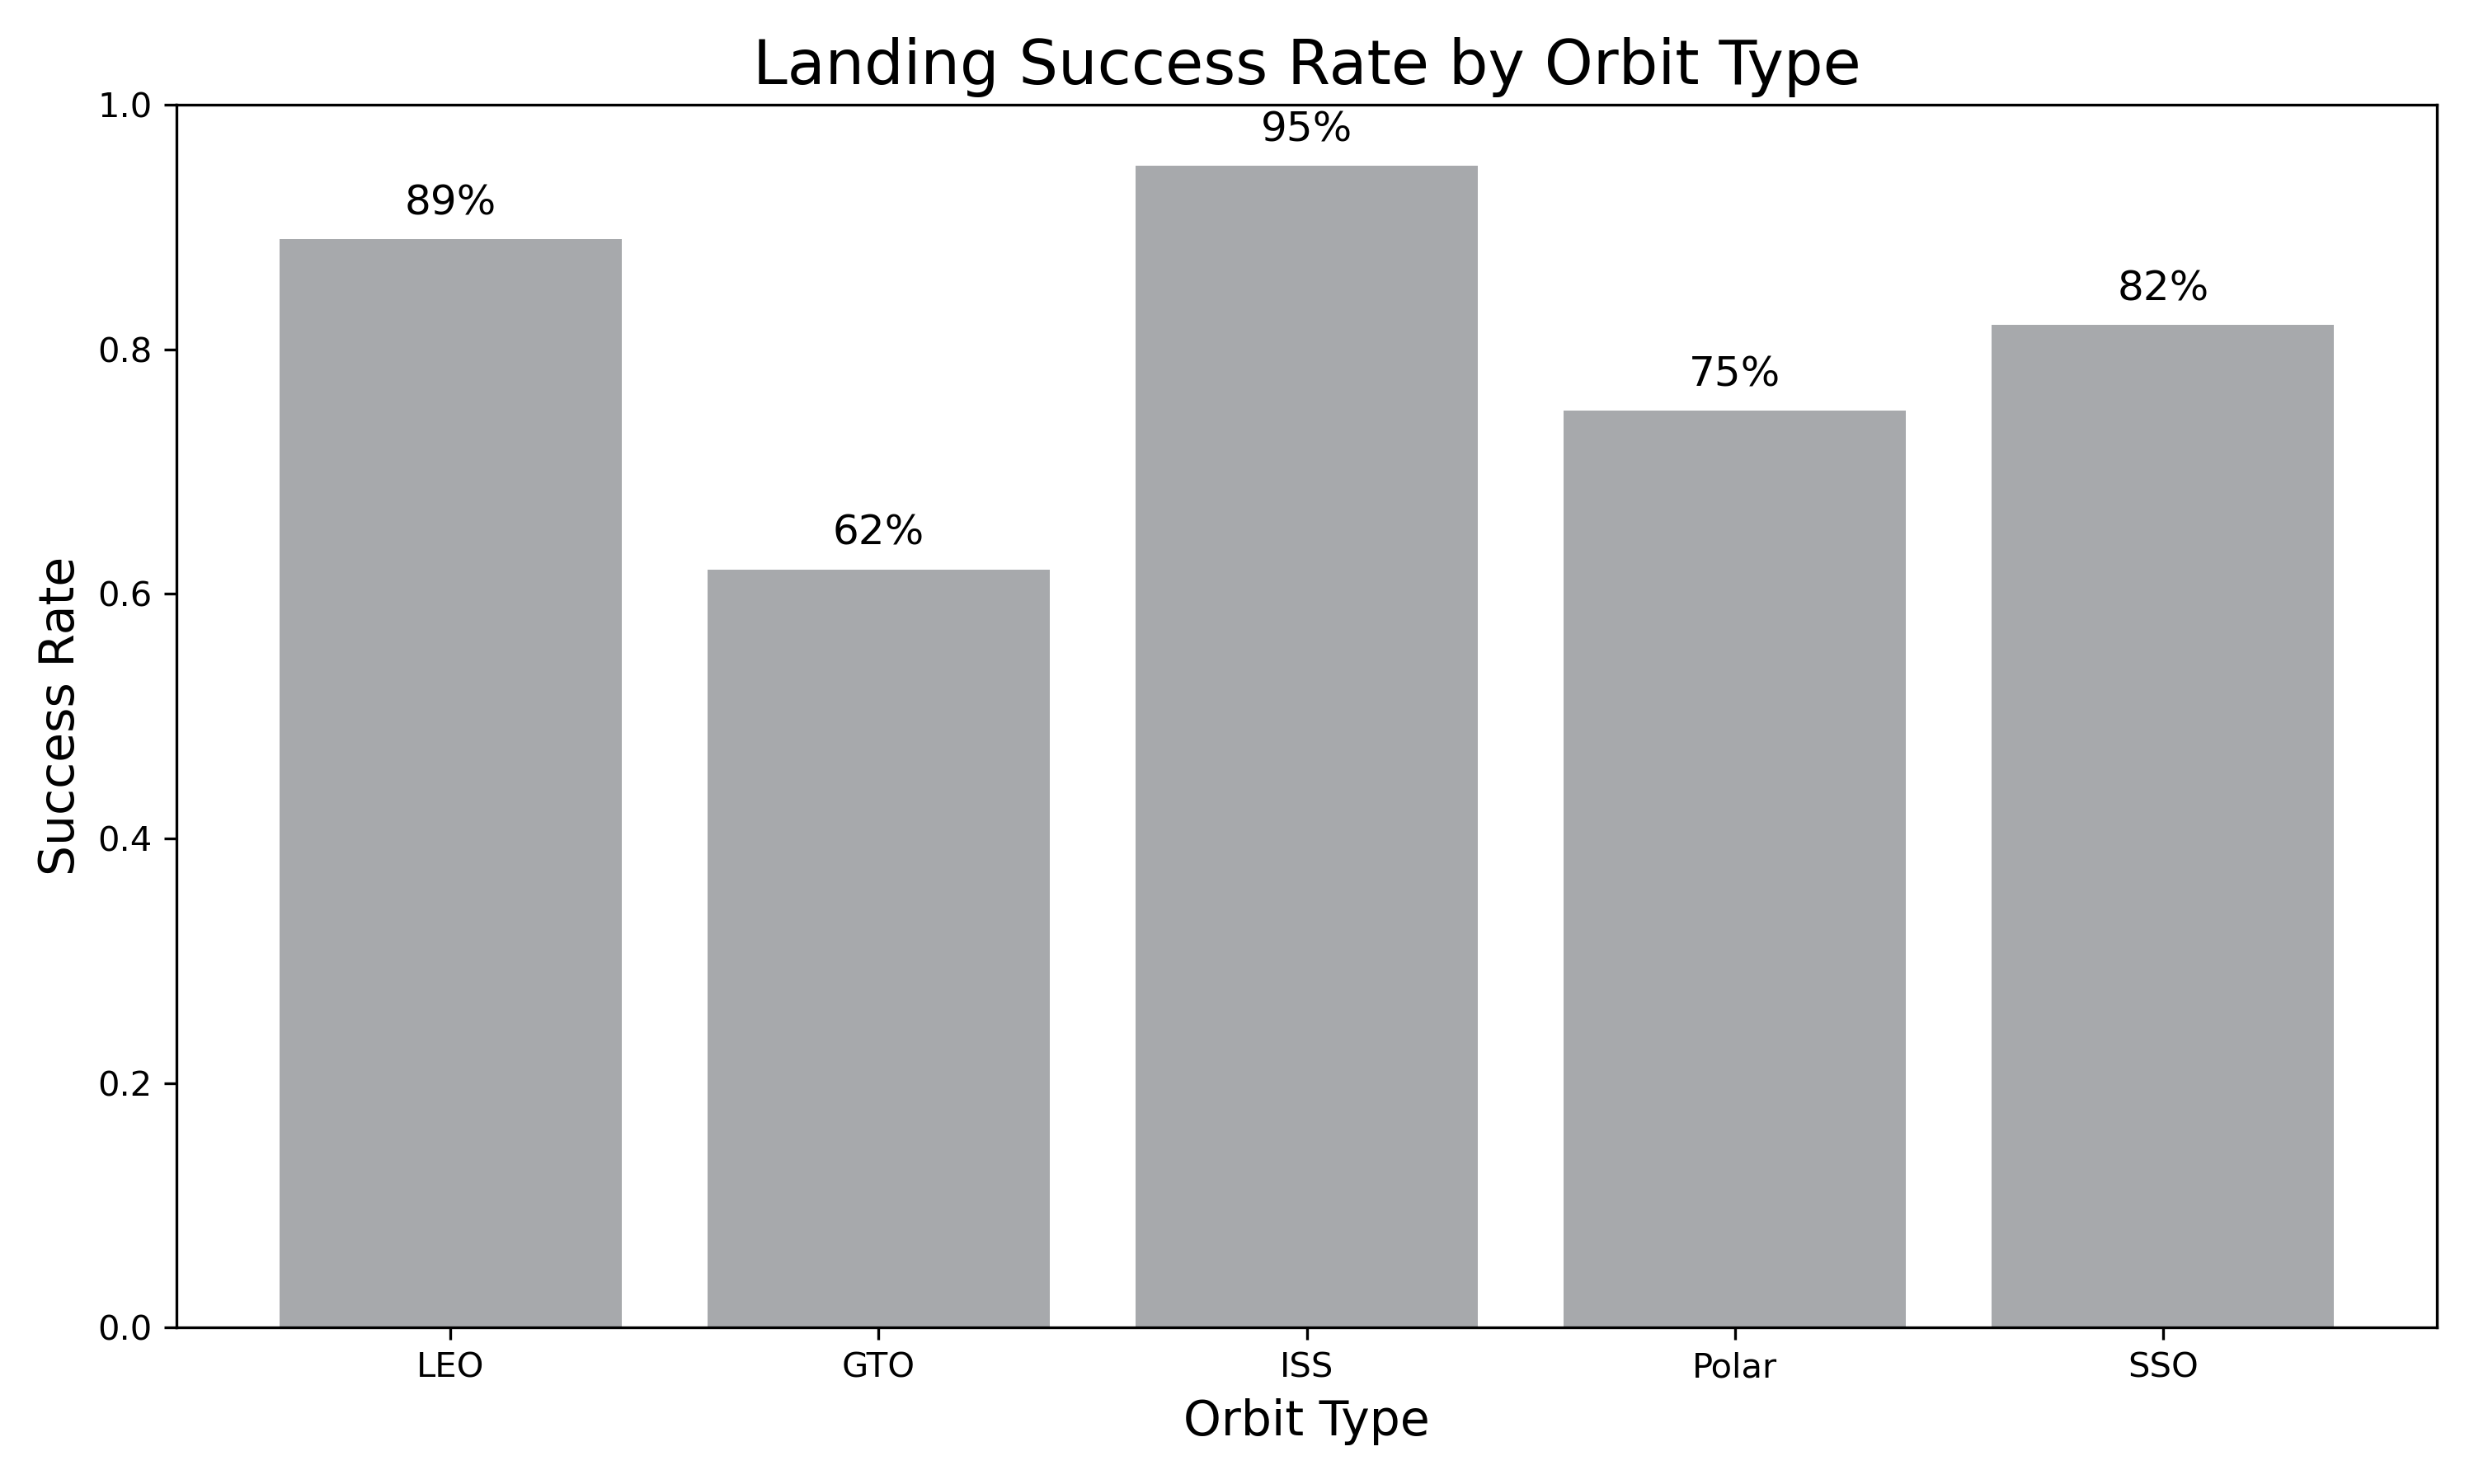 Landing Success Rate by Orbit Type
1.0
0.8
0.6
0.4
0.2
0.0
Success Rate
89%
62%
95%
75%
82%
LEO
GTO
ISS
Polar
SSO
Orbit Type